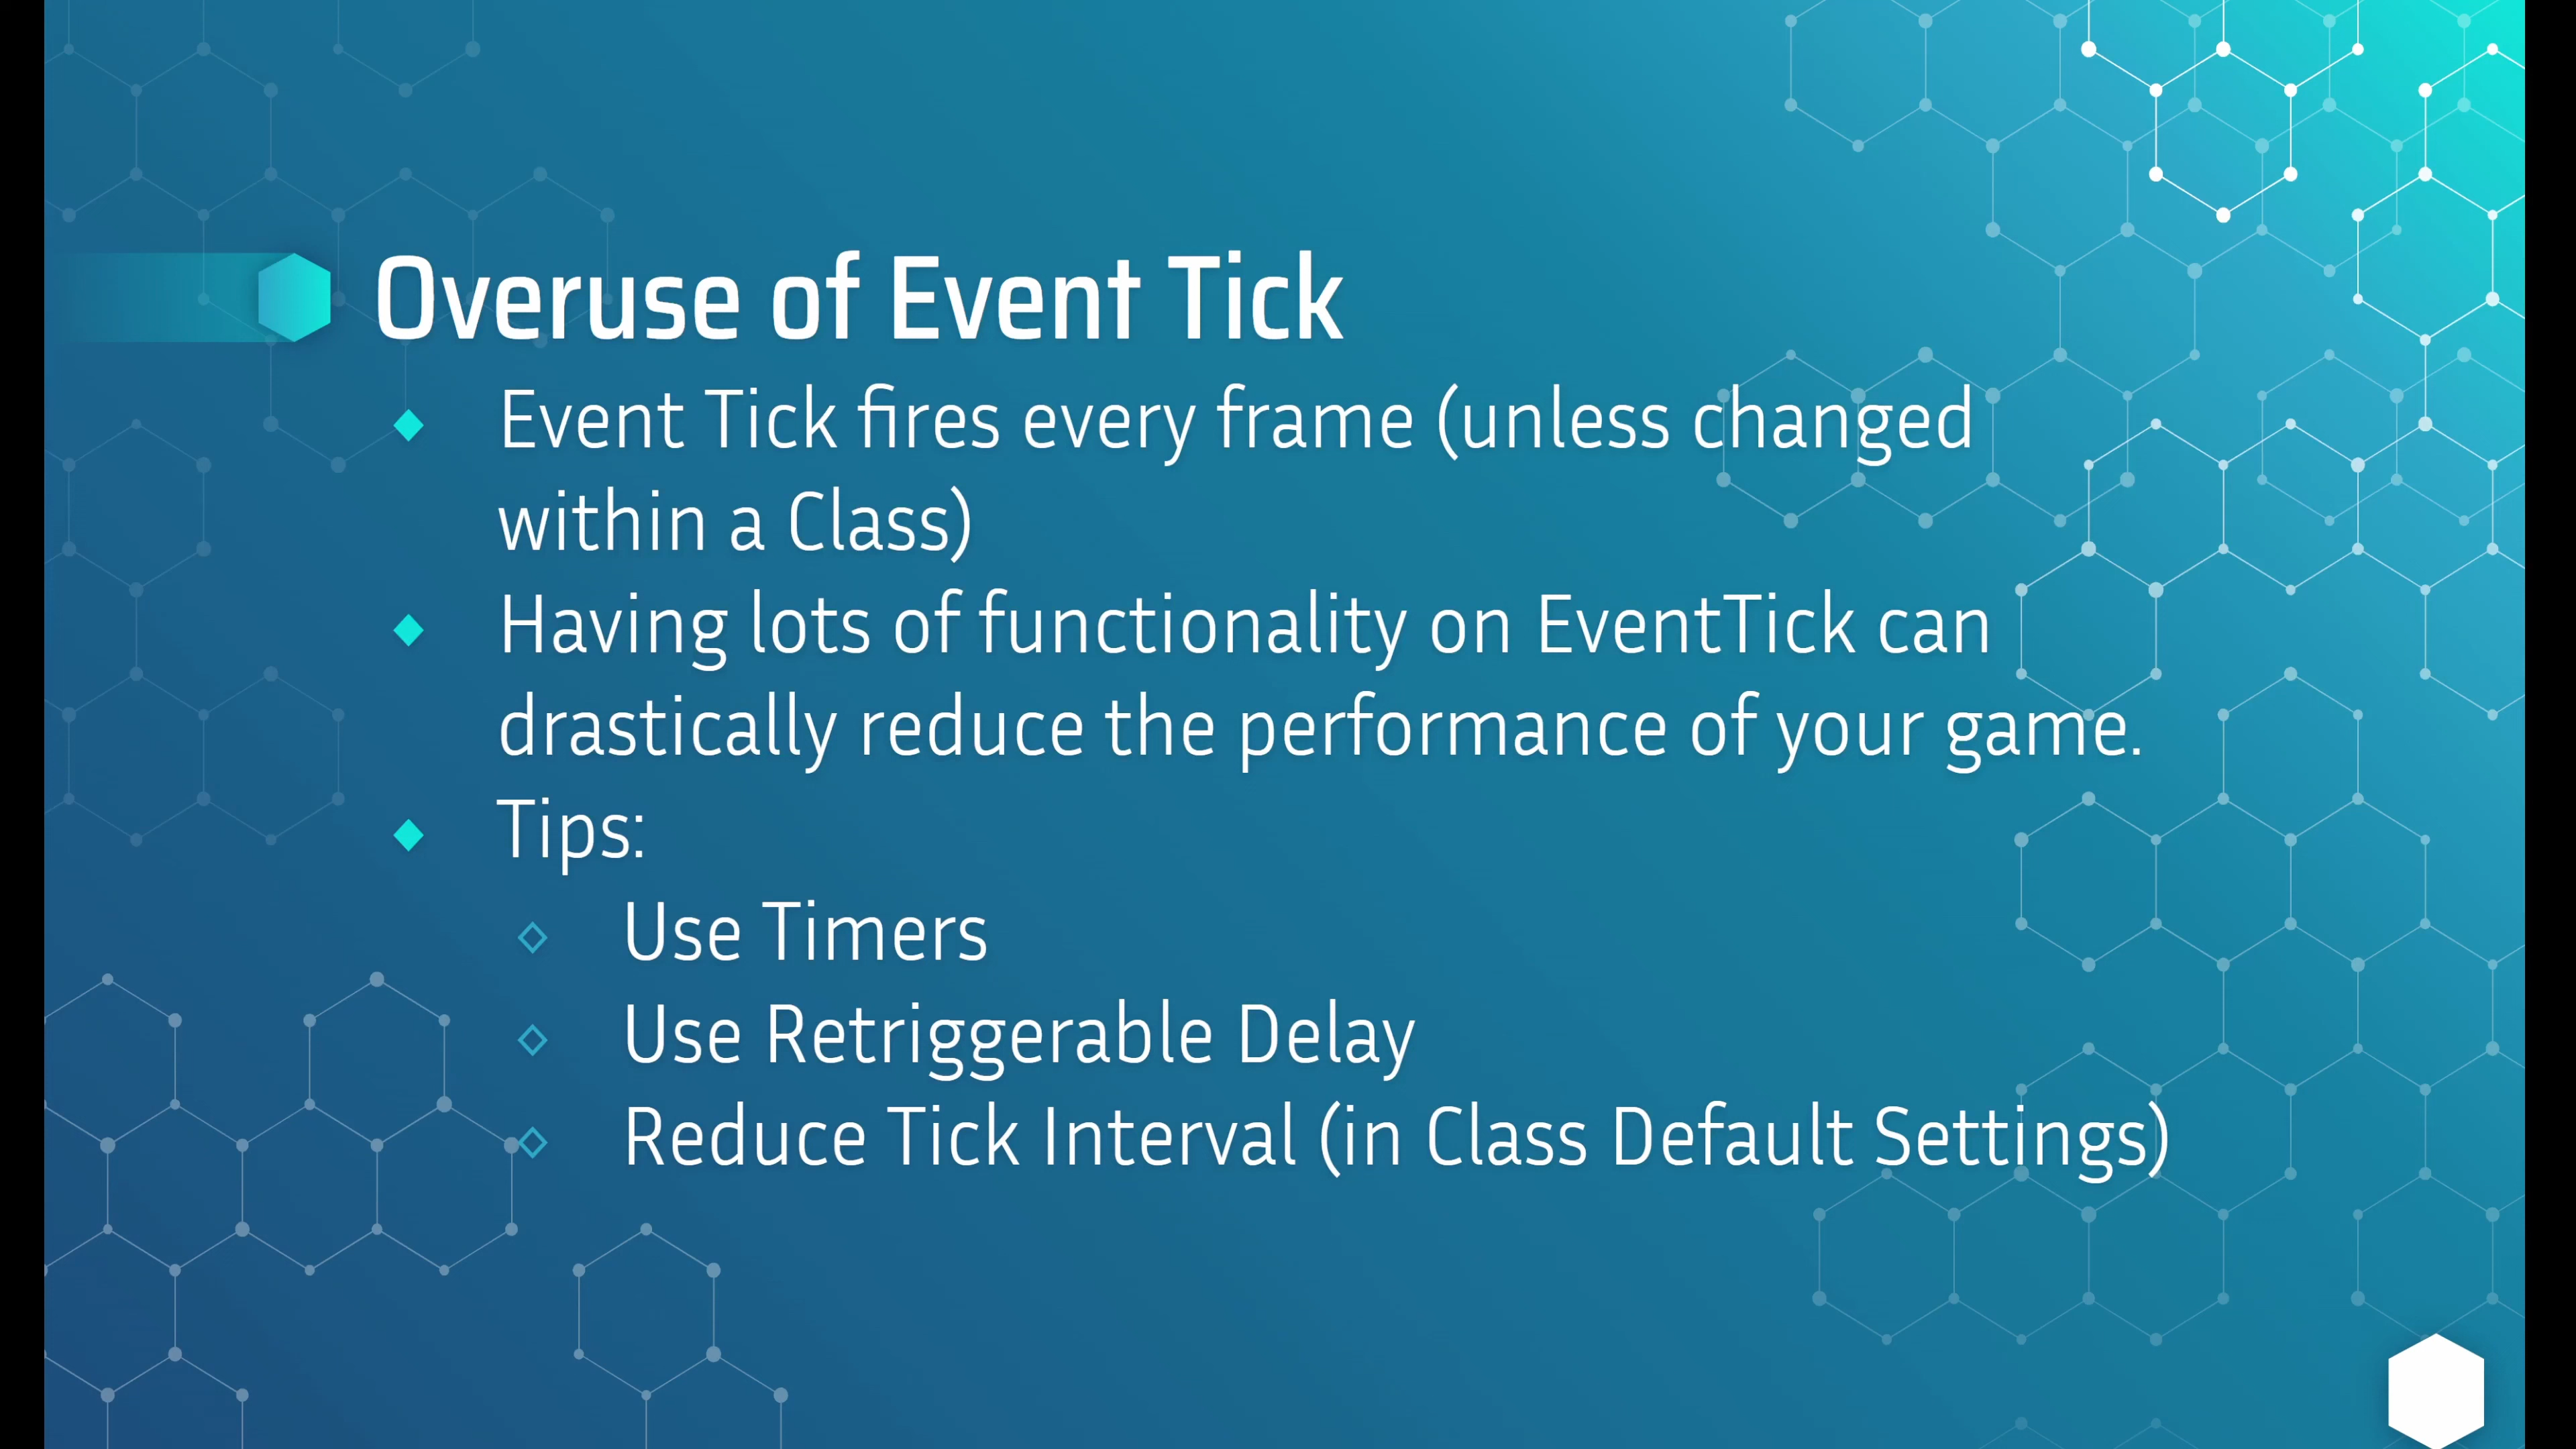 Overuse of Event Tick
Event Tick fires every frame (unless changed
within a Class)
Having lots of functionality on EventTick can
drastically reduce the performance of your game.
Tips:
Use Timers
Use Retriggerable Delay
Reduce Tick Interval (in Class Default Settings)